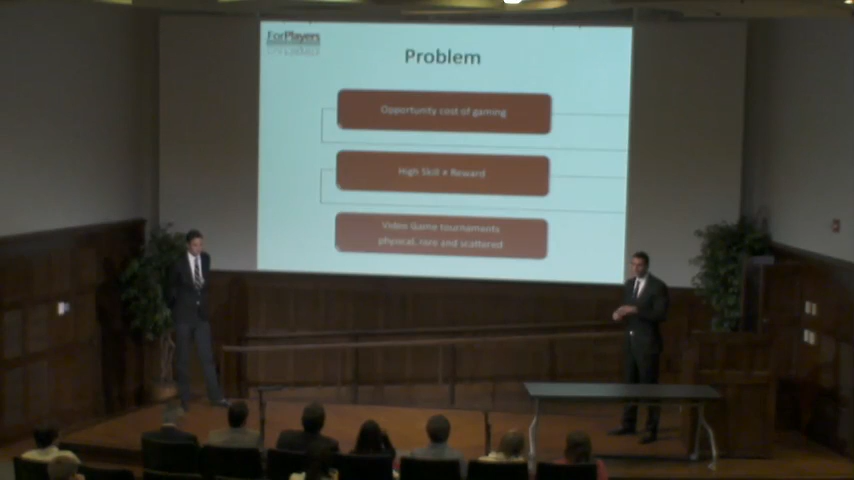 ForPlayers
Problem
Opportunity cost of gaming
High Skill ≠ Reward
Video Game tournaments
physical, rare and scattered